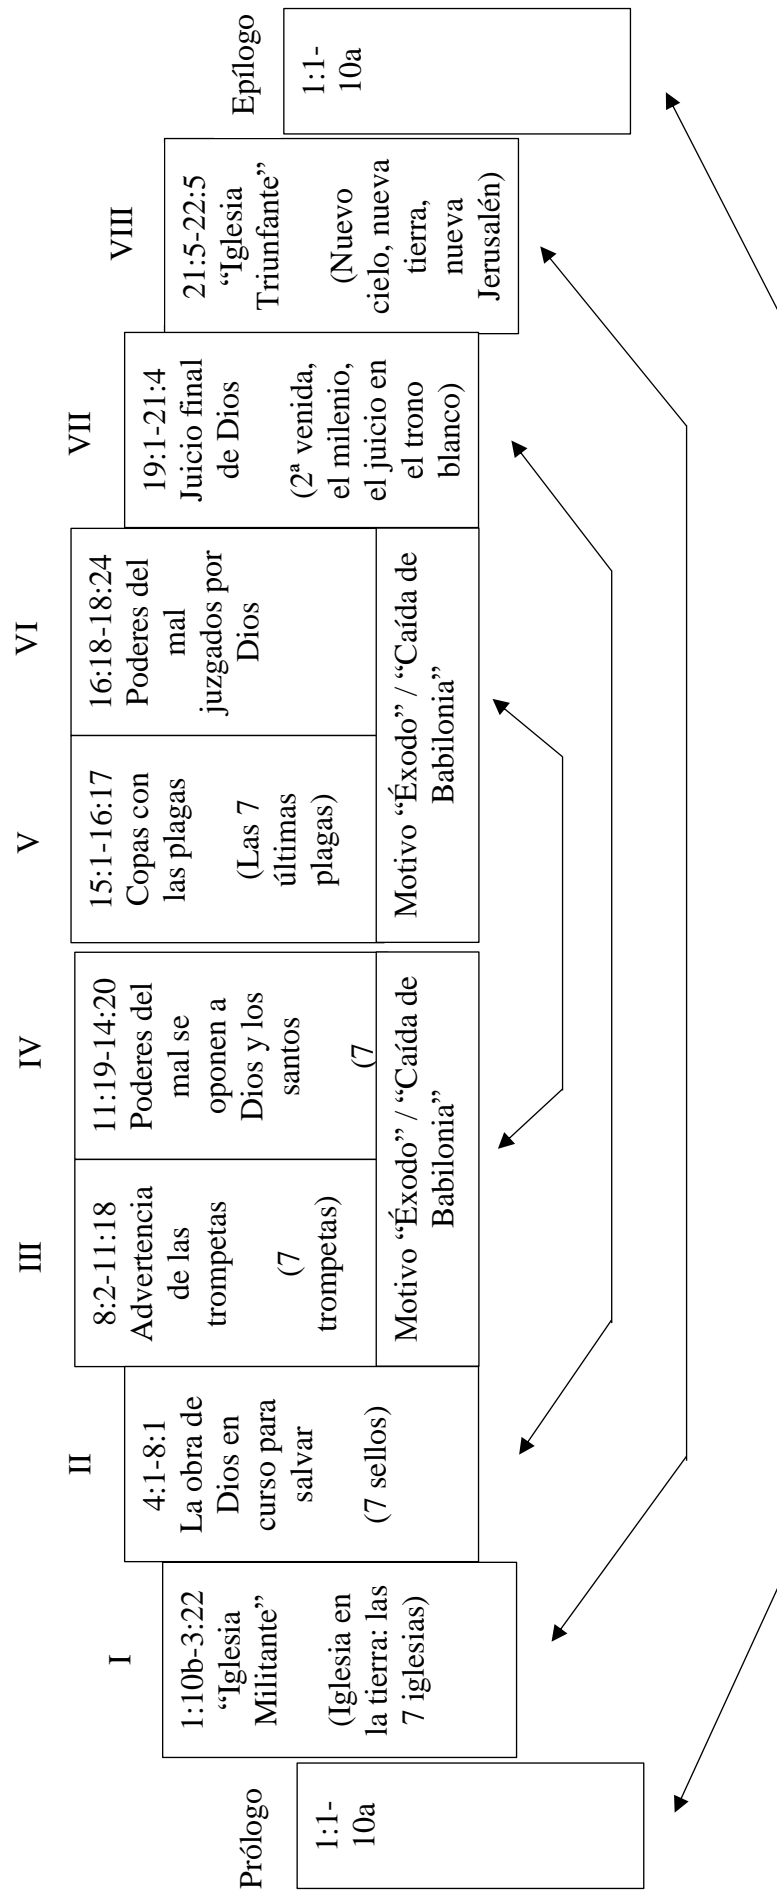 Prólogo
1:1-
10a
I
1:10b-3:22
“Iglesia
Militante”
(Iglesia en
la tierra: las
7 iglesias)
II
4:1-8:1
La obra de
Dios en
curso para
salvar
(7 sellos)
III
8:2-11:18
Advertencia
de las
trompetas
(7
trompetas)
IV
11:19-14:20
Poderes del
mal se
oponen a
Dios y los
santos
(7
Motivo “Éxodo” / “Caída de
Babilonia”
V
15:1-16:17
Copas con
las plagas
(Las 7
últimas
plagas)
VI
16:18-18:24
Poderes del
mal
juzgados por
Dios
Motivo “Éxodo” / “Caída de
Babilonia”
VII
19:1-21:4
Juicio final
de Dios
(2ª venida,
el milenio,
el juicio en
el trono
blanco)
VIII
21:5-22:5
“Iglesia
Triunfante”
(Nuevo
cielo, nueva
tierra,
nueva
Jerusalén)
Epílogo
1:1-
10a